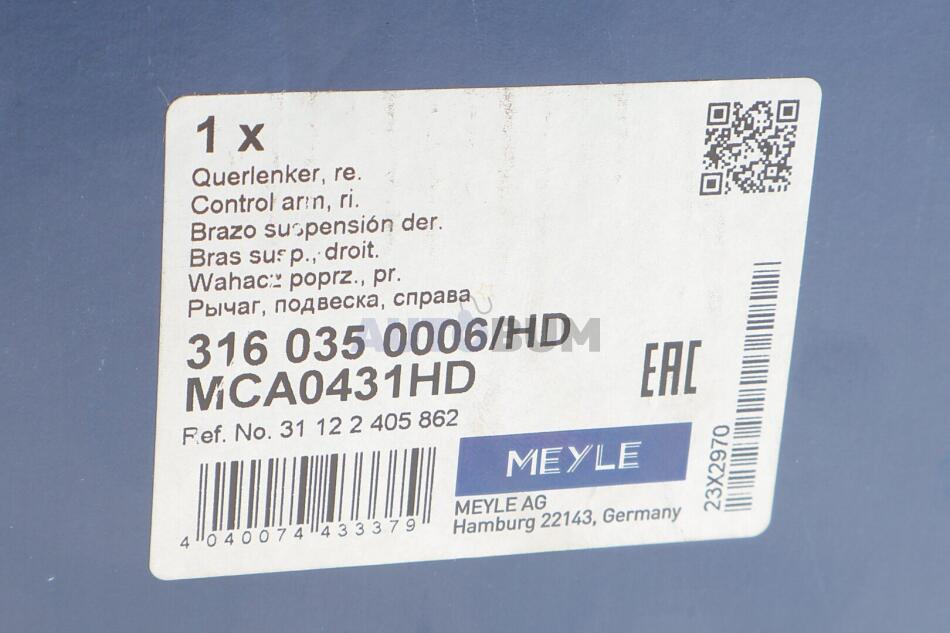 1 x
Querlenker, re.
Control arm, ri.
Brazo suspensión der.
Bras susp., droit.
Wahacz poprz., pr.
Рычаг, подвеска, справа
316 035 0006/HD
MCA0431HD
Ref. No. 31 12 2 405 862
4 040074 433379
MEYLE
MEYLE AG
Hamburg 22143, Germany
EAC
23X2970
AUTOBUM